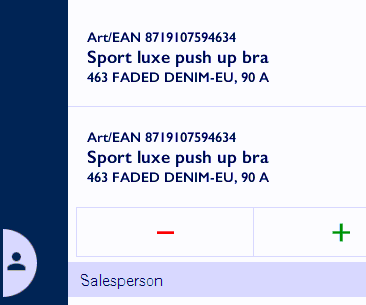 Art/EAN 8719107594634
Sport luxe push up bra
463 FADED DENIM-EU, 90 A
Art/EAN 8719107594634
Sport luxe push up bra
463 FADED DENIM-EU, 90 A
− +
Salesperson